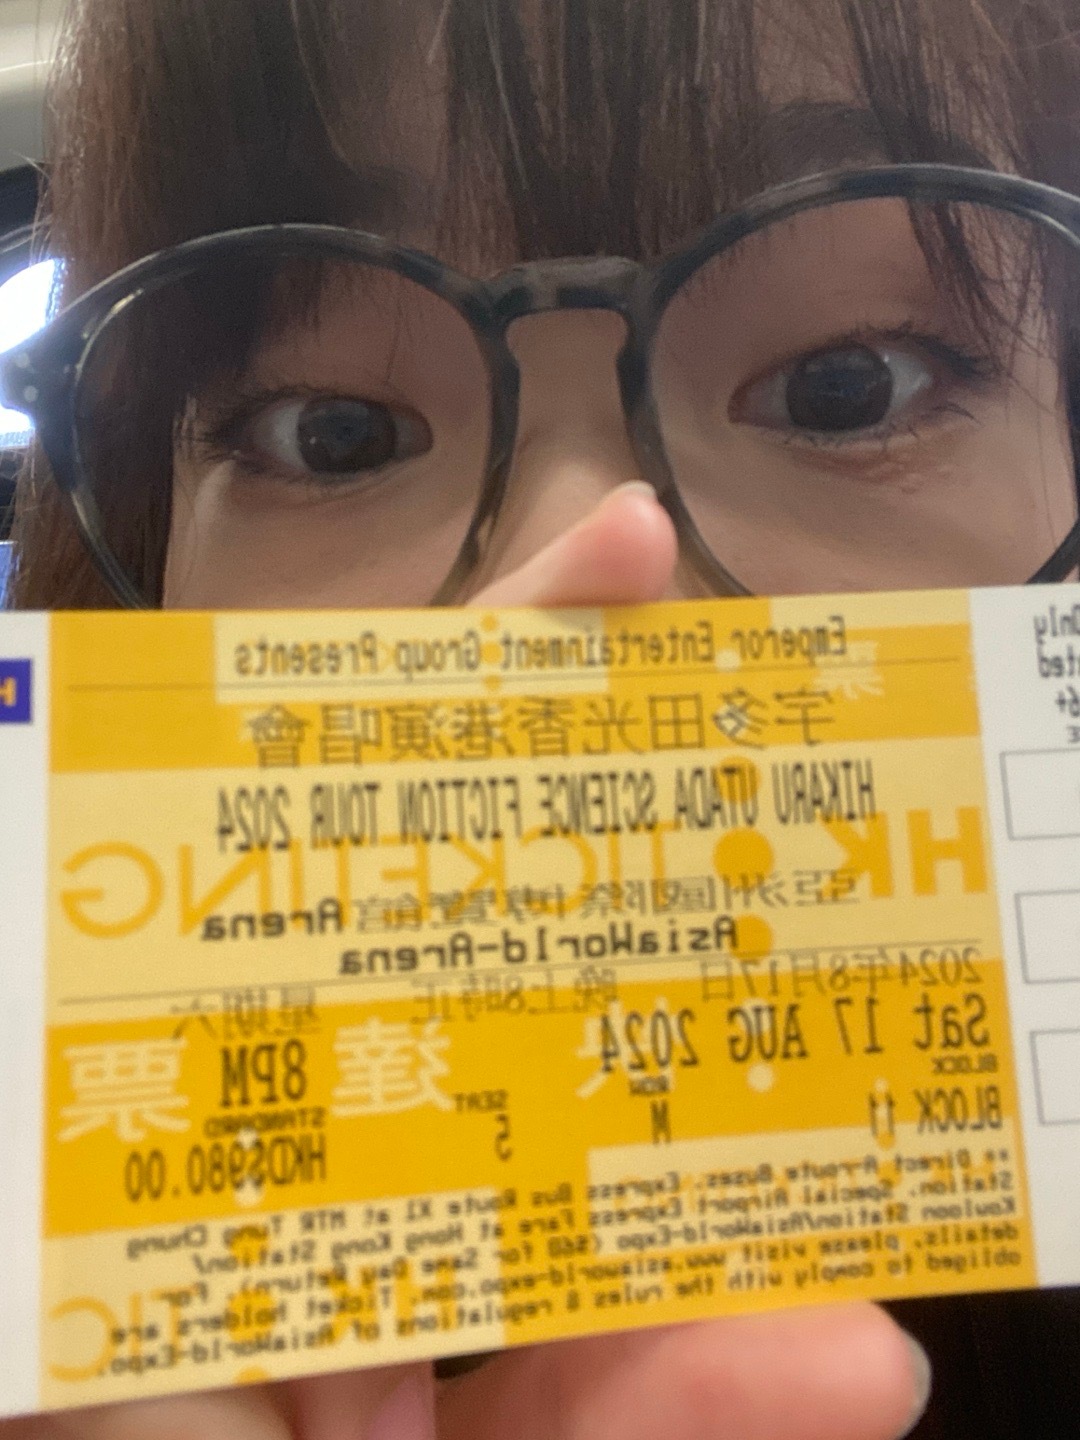 Emperor Entertainment Group Presents
宇多田光香港演唱會
HIKARU UTADA SCIENCE FICTION TOUR 2024
HK TICKETING
亞洲國際博覽館 Arena
AsiaWorld-Arena
2024年8月17日 晚上8時正 星期六
Sat 17 AUG 2024 8PM
BLOCK ROW SEAT STANDARD
BLOCK 11 M 5 HKD$980.00
快達票
** Direct A-route Buses, Express Bus Route X1 at MTR Tung Chung
Station. Special Airport Express Fare at Hong Kong Station/
Kowloon Station/AsiaWorld-Expo ($60 for Same Day Return). For
details, please visit www.asiaworld-expo.com. Ticket holders are
obliged to comply with the rules & regulations of AsiaWorld-Expo.
Only
H